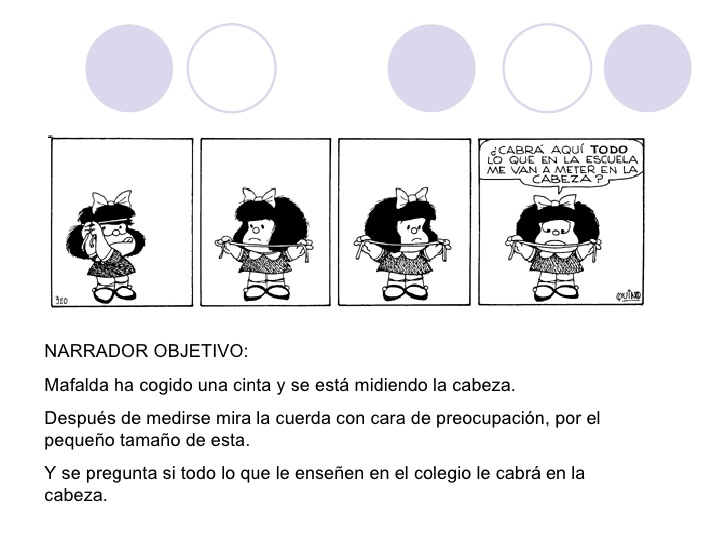 ¿CABRÁ AQUÍ TODO
LO QUE EN LA ESCUELA
ME VAN A METER EN LA
CABEZA?
320
QUINO
NARRADOR OBJETIVO:
Mafalda ha cogido una cinta y se está midiendo la cabeza.
Después de medirse mira la cuerda con cara de preocupación, por el
pequeño tamaño de esta.
Y se pregunta si todo lo que le enseñen en el colegio le cabrá en la
cabeza.